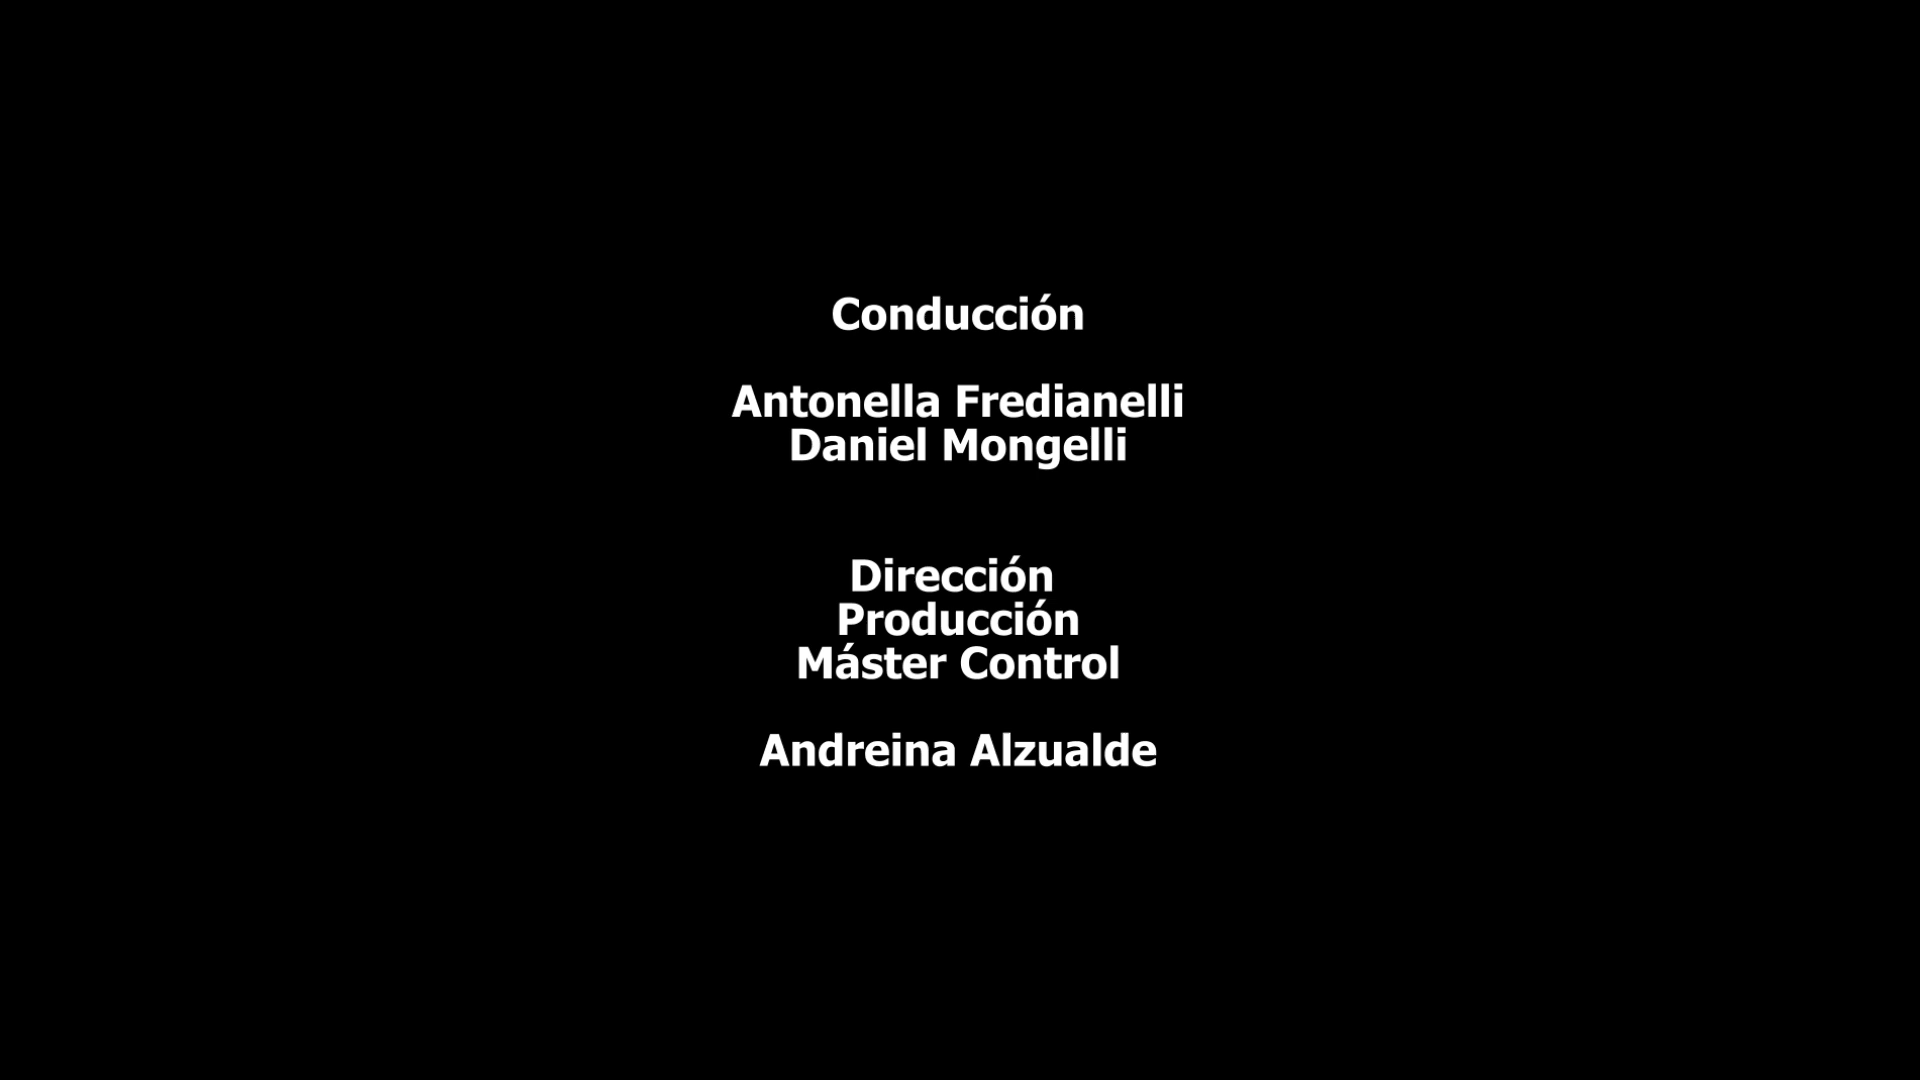 Conducción
Antonella Fredianelli
Daniel Mongelli
Dirección
Producción
Máster Control
Andreina Alzualde